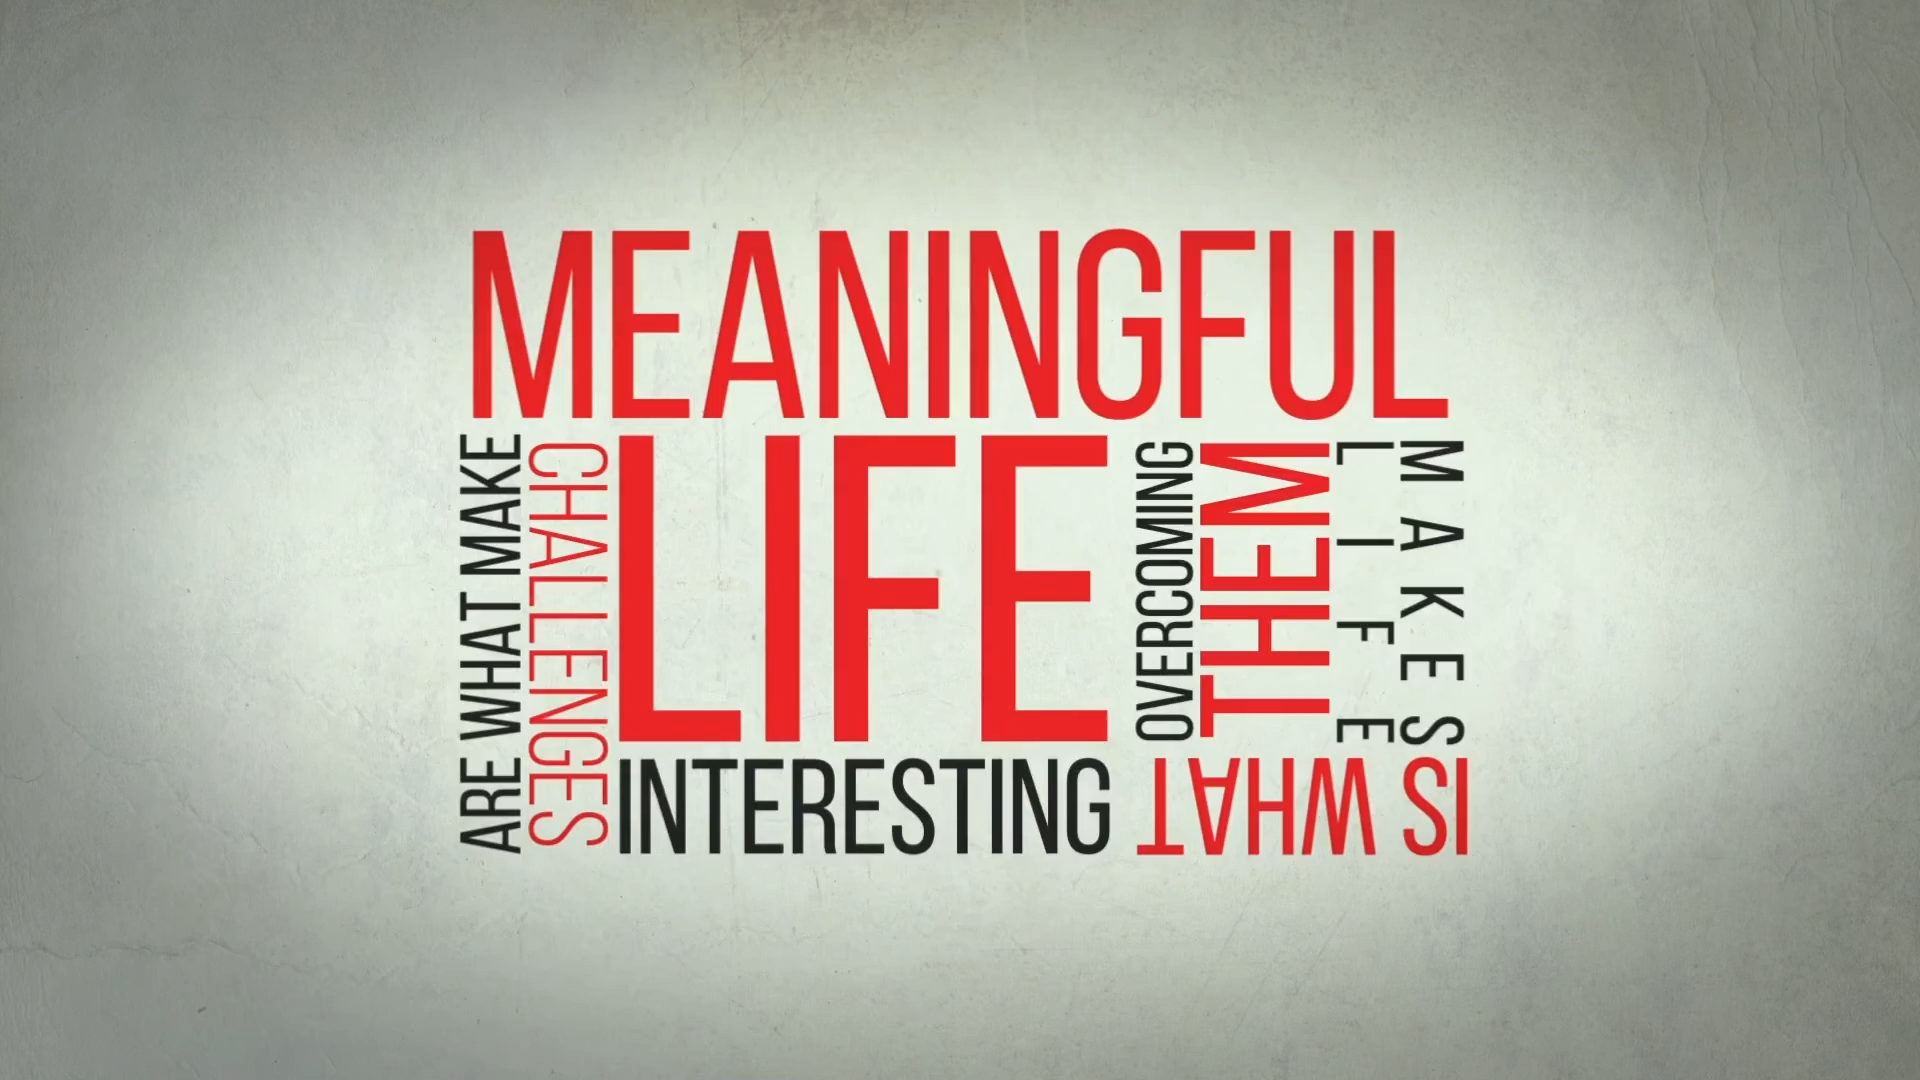 CHALLENGES
ARE WHAT MAKE
LIFE
INTERESTING
OVERCOMING
THEM
IS WHAT
MAKES
LIFE
MEANINGFUL